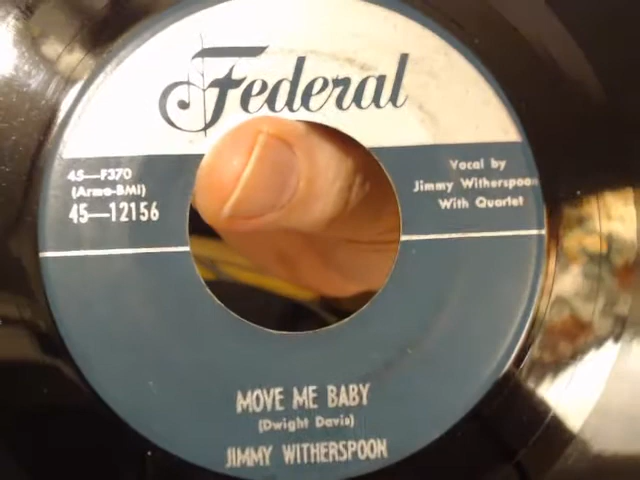 Federal
45—F370
(Armo-BMI)
45—12156
Vocal by
Jimmy Witherspoon
With Quartet
MOVE ME BABY
(Dwight Davis)
JIMMY WITHERSPOON